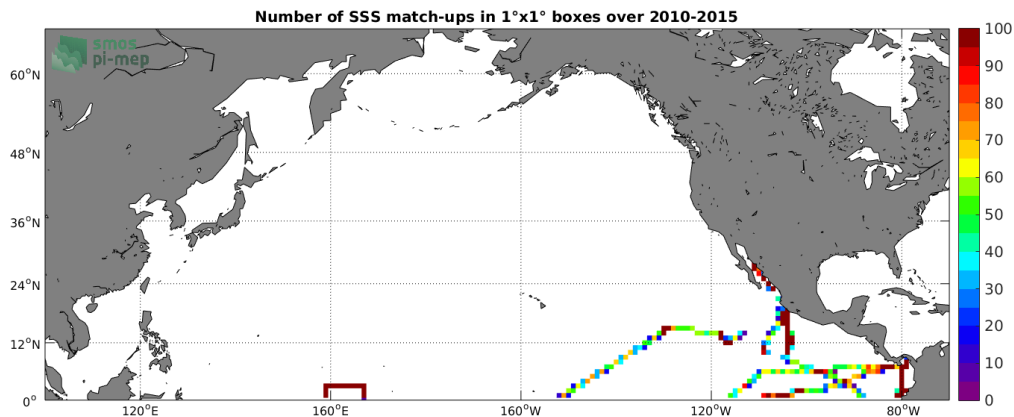 Number of SSS match-ups in 1°x1° boxes over 2010-2015
smos
pi-mep
60°N
48°N
36°N
24°N
12°N
0°
120°E
160°E
160°W
120°W
80°W
100
90
80
70
60
50
40
30
20
10
0